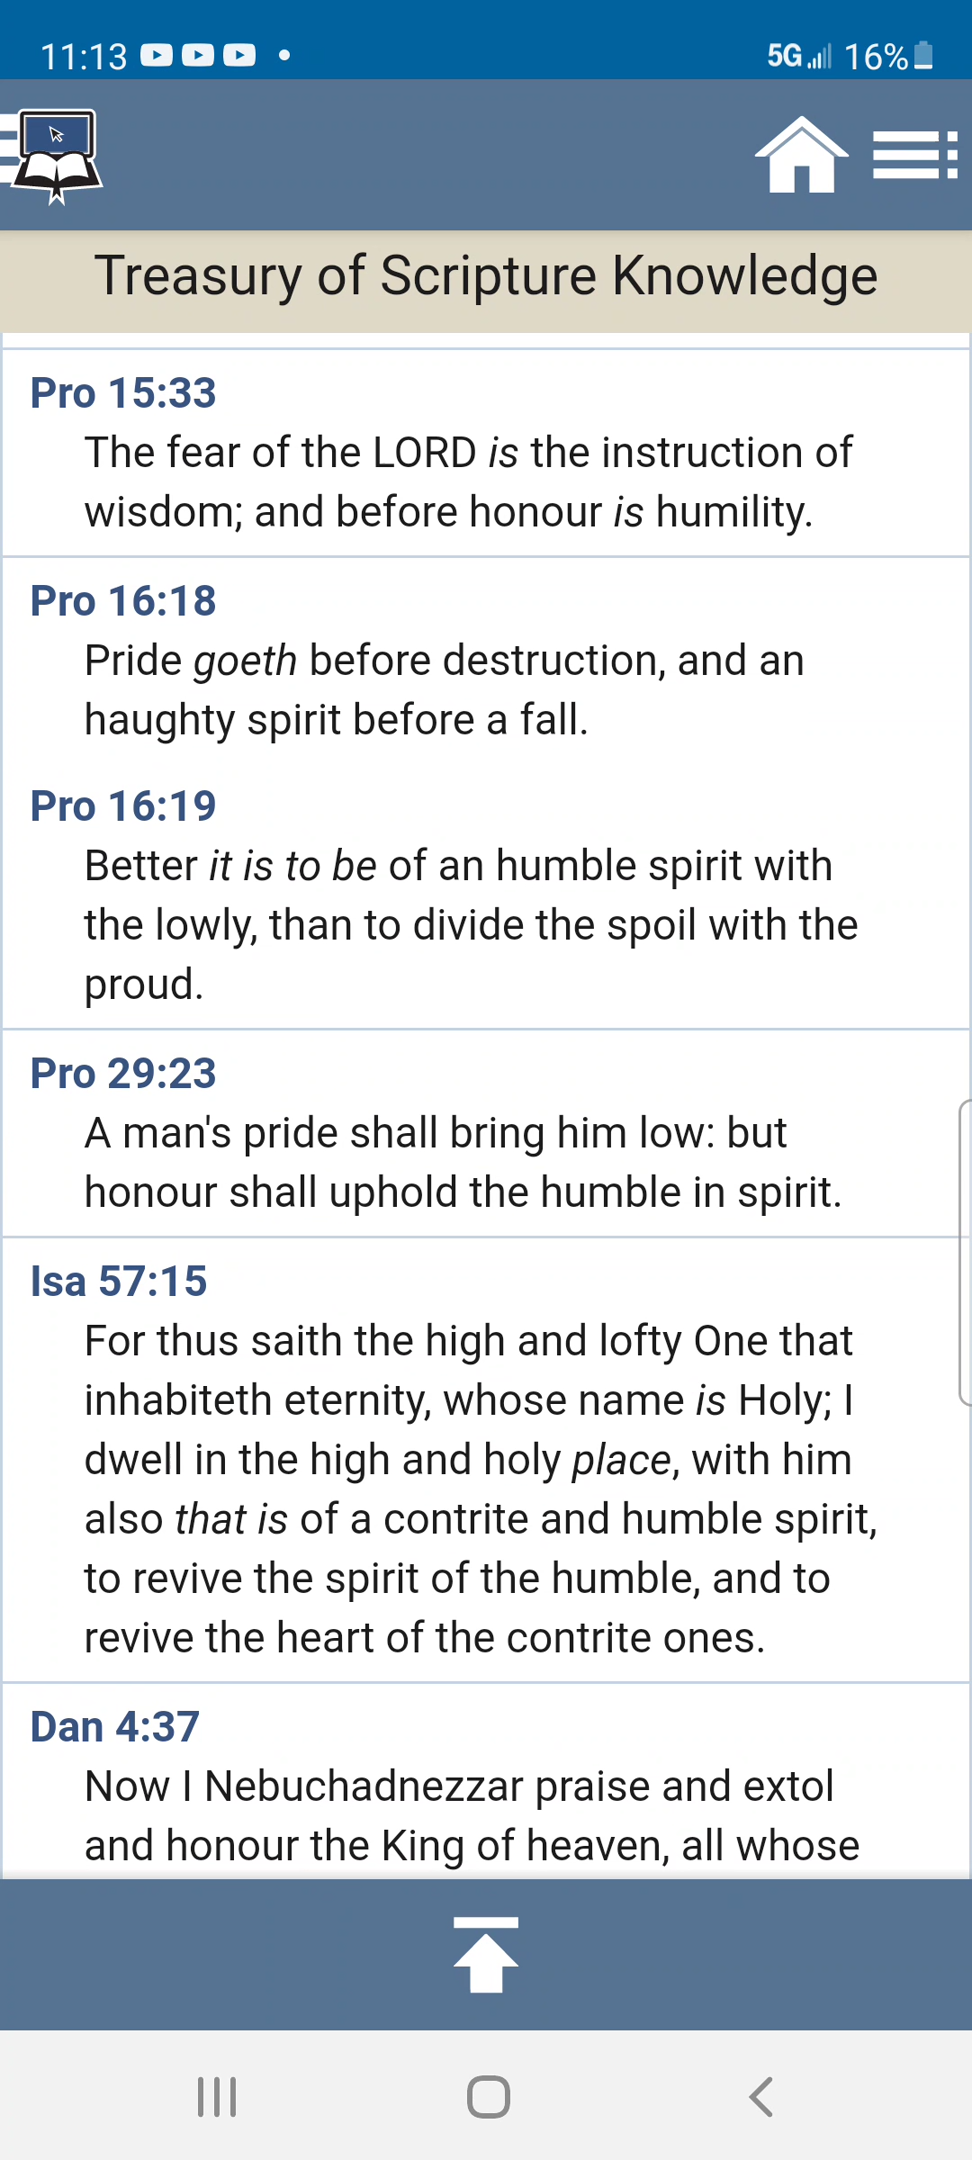 11:13
5G 16%
Treasury of Scripture Knowledge
Pro 15:33
The fear of the LORD is the instruction of
wisdom; and before honour is humility.
Pro 16:18
Pride goeth before destruction, and an
haughty spirit before a fall.
Pro 16:19
Better it is to be of an humble spirit with
the lowly, than to divide the spoil with the
proud.
Pro 29:23
A man's pride shall bring him low: but
honour shall uphold the humble in spirit.
Isa 57:15
For thus saith the high and lofty One that
inhabiteth eternity, whose name is Holy; I
dwell in the high and holy place, with him
also that is of a contrite and humble spirit,
to revive the spirit of the humble, and to
revive the heart of the contrite ones.
Dan 4:37
Now I Nebuchadnezzar praise and extol
and honour the King of heaven, all whose